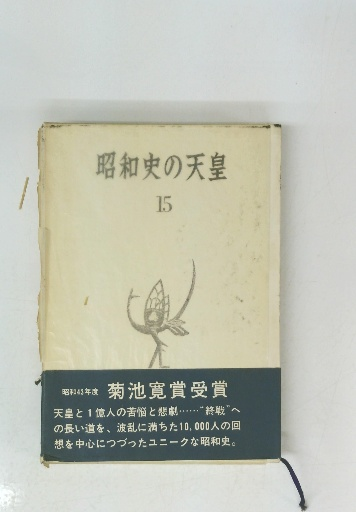 昭和史の天皇
15
昭和43年度 菊池寛賞受賞
天皇と1億人の苦悩と悲劇……“終戦”へ
の長い道を、波乱に満ちた10,000人の回
想を中心につづったユニークな昭和史。